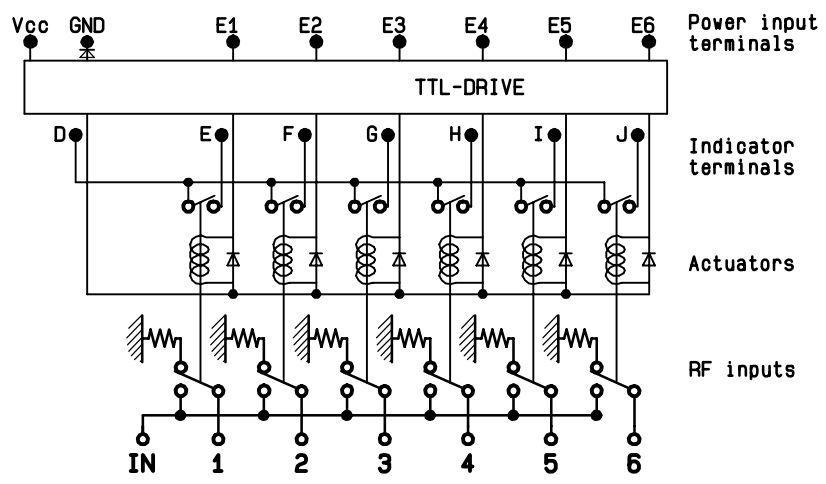 Vcc GND E1 E2 E3 E4 E5 E6 Power input
terminals
TTL-DRIVE
D E F G H I J Indicator
terminals
Actuators
RF inputs
IN 1 2 3 4 5 6